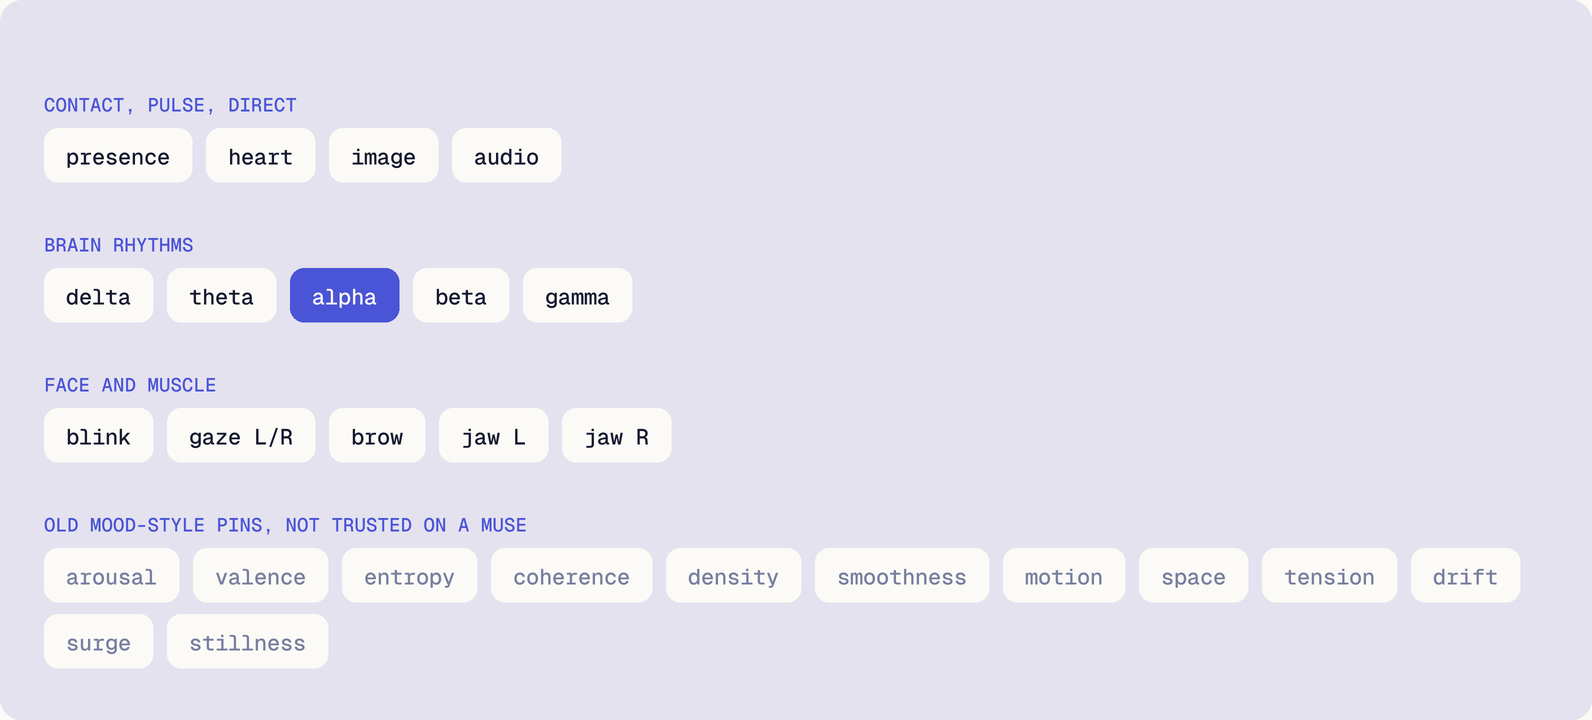 CONTACT, PULSE, DIRECT
presence heart image audio
BRAIN RHYTHMS
delta theta alpha beta gamma
FACE AND MUSCLE
blink gaze L/R brow jaw L jaw R
OLD MOOD-STYLE PINS, NOT TRUSTED ON A MUSE
arousal valence entropy coherence density smoothness motion space tension drift
surge stillness